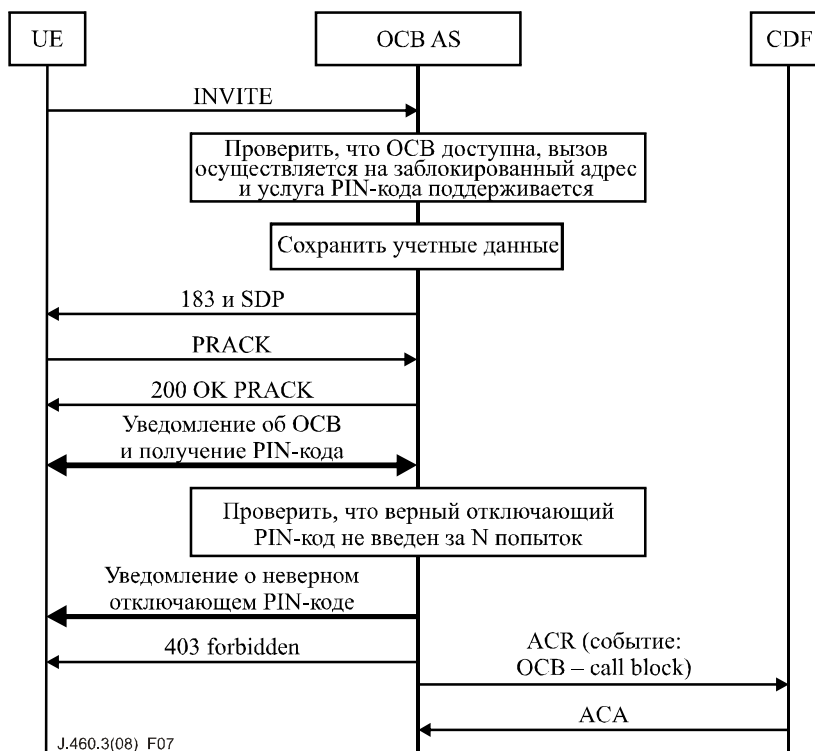 UE
OCB AS
CDF
INVITE
Проверить, что OCB доступна, вызов
осуществляется на заблокированный адрес
и услуга PIN-кода поддерживается
Сохранить учетные данные
183 и SDP
PRACK
200 OK PRACK
Уведомление об OCB
и получение PIN-кода
Проверить, что верный отключающий
PIN-код не введен за N попыток
Уведомление о неверном
отключающем PIN-коде
403 forbidden
ACR (событие:
OCB – call block)
ACA
J.460.3(08)_F07